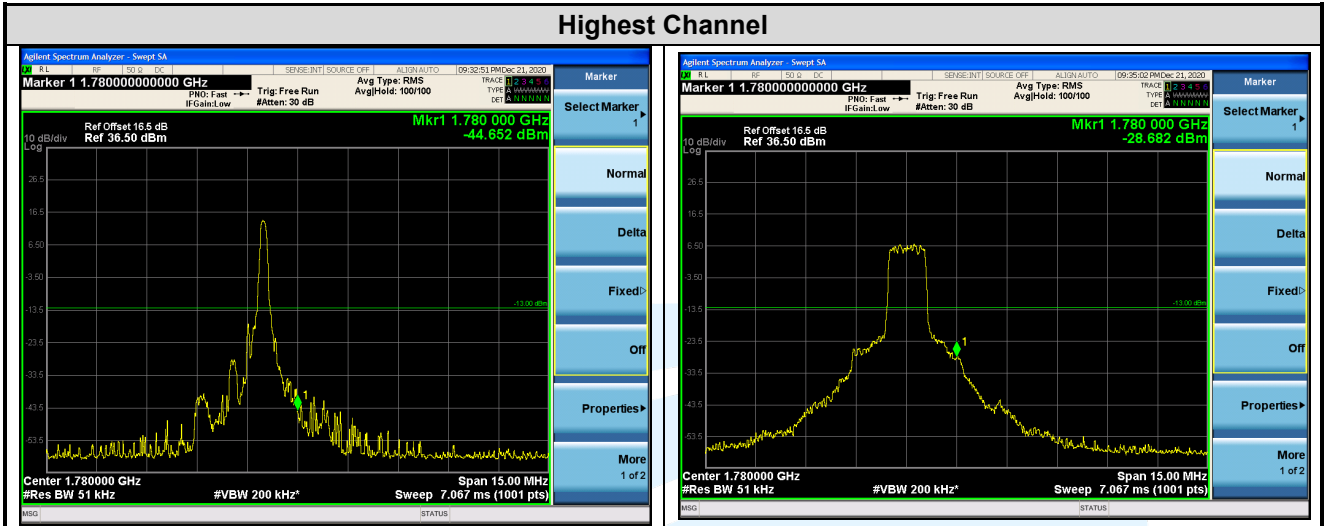 Highest Channel
Agilent Spectrum Analyzer - Swept SA
RL RF 50 Ω DC SENSE:INT SOURCE OFF ALIGN AUTO 09:32:51 PM Dec 21, 2020
Marker 1 1.780000000000 GHz
PNO: Fast
IFGain:Low
Trig: Free Run
#Atten: 30 dB
Avg Type: RMS
Avg|Hold: 100/100
TRACE 1 2 3 4 5 6
TYPE A WWWWW
DET A N N N N N
Mkr1 1.780 000 GHz
-44.652 dBm
Ref Offset 16.5 dB
10 dB/div Ref 36.50 dBm
Log
26.5
16.5
6.50
-3.50
-13.5
-23.5
-33.5
-43.5
-53.5
-13.00 dBm
1
Center 1.780000 GHz
Span 15.00 MHz
#Res BW 51 kHz
#VBW 200 kHz*
Sweep 7.067 ms (1001 pts)
MSG
STATUS
Marker
Select Marker
1
Normal
Delta
Fixed
Off
Properties
More
1 of 2
Agilent Spectrum Analyzer - Swept SA
RL RF 50 Ω DC SENSE:INT SOURCE OFF ALIGN AUTO 09:35:02 PM Dec 21, 2020
Marker 1 1.780000000000 GHz
PNO: Fast
IFGain:Low
Trig: Free Run
#Atten: 30 dB
Avg Type: RMS
Avg|Hold: 100/100
TRACE 1 2 3 4 5 6
TYPE A WWWWW
DET A N N N N N
Mkr1 1.780 000 GHz
-28.682 dBm
Ref Offset 16.5 dB
10 dB/div Ref 36.50 dBm
Log
26.5
16.5
6.50
-3.50
-13.5
-23.5
-33.5
-43.5
-53.5
-13.00 dBm
1
Center 1.780000 GHz
Span 15.00 MHz
#Res BW 51 kHz
#VBW 200 kHz*
Sweep 7.067 ms (1001 pts)
MSG
STATUS
Marker
Select Marker
1
Normal
Delta
Fixed
Off
Properties
More
1 of 2